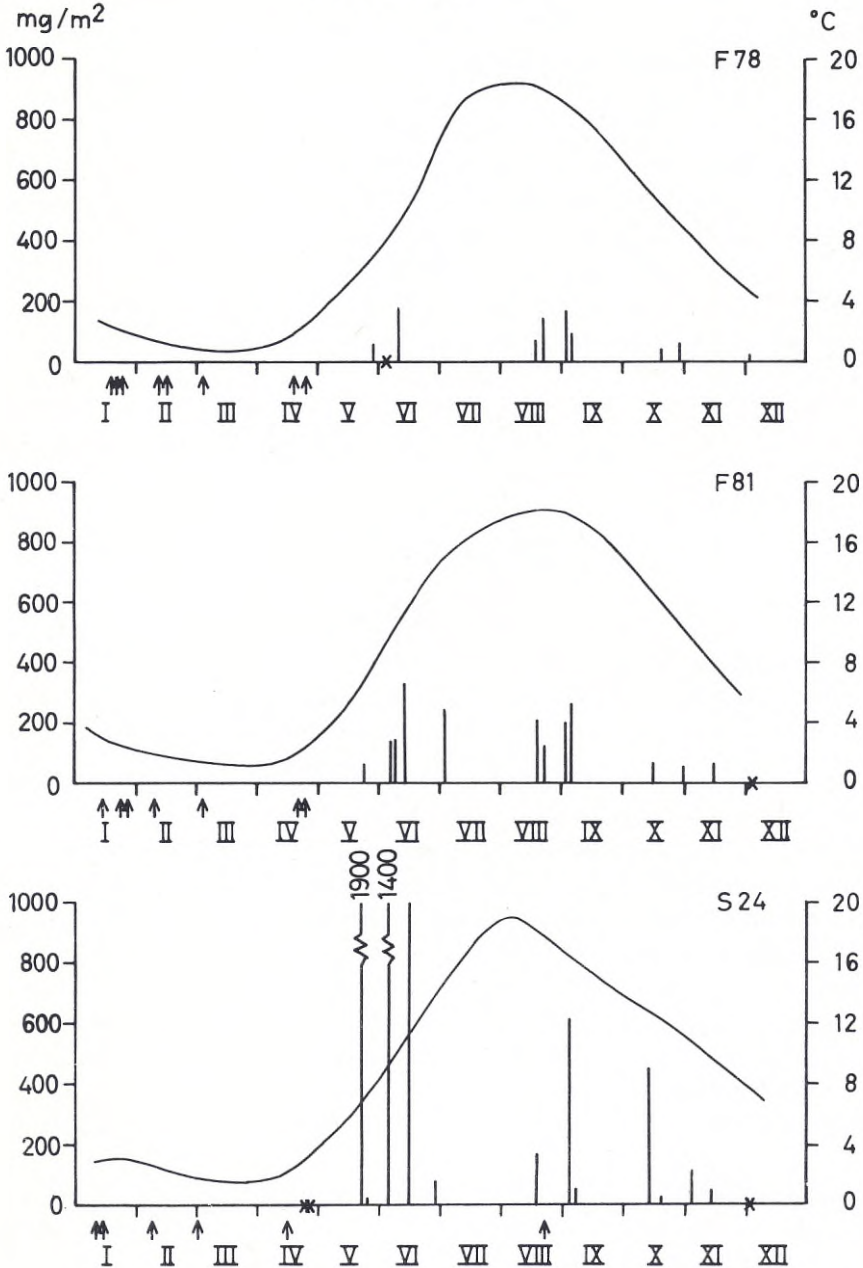 mg/m² °C
F78
1000 20
800 16
600 12
400 8
200 4
0 0
I II III IV V VI VII VIII IX X XI XII
F81
1000 20
800 16
600 12
400 8
200 4
0 0
I II III IV V VI VII VIII IX X XI XII
1900 1400
S24
1000 20
800 16
600 12
400 8
200 4
0 0
I II III IV V VI VII VIII IX X XI XII